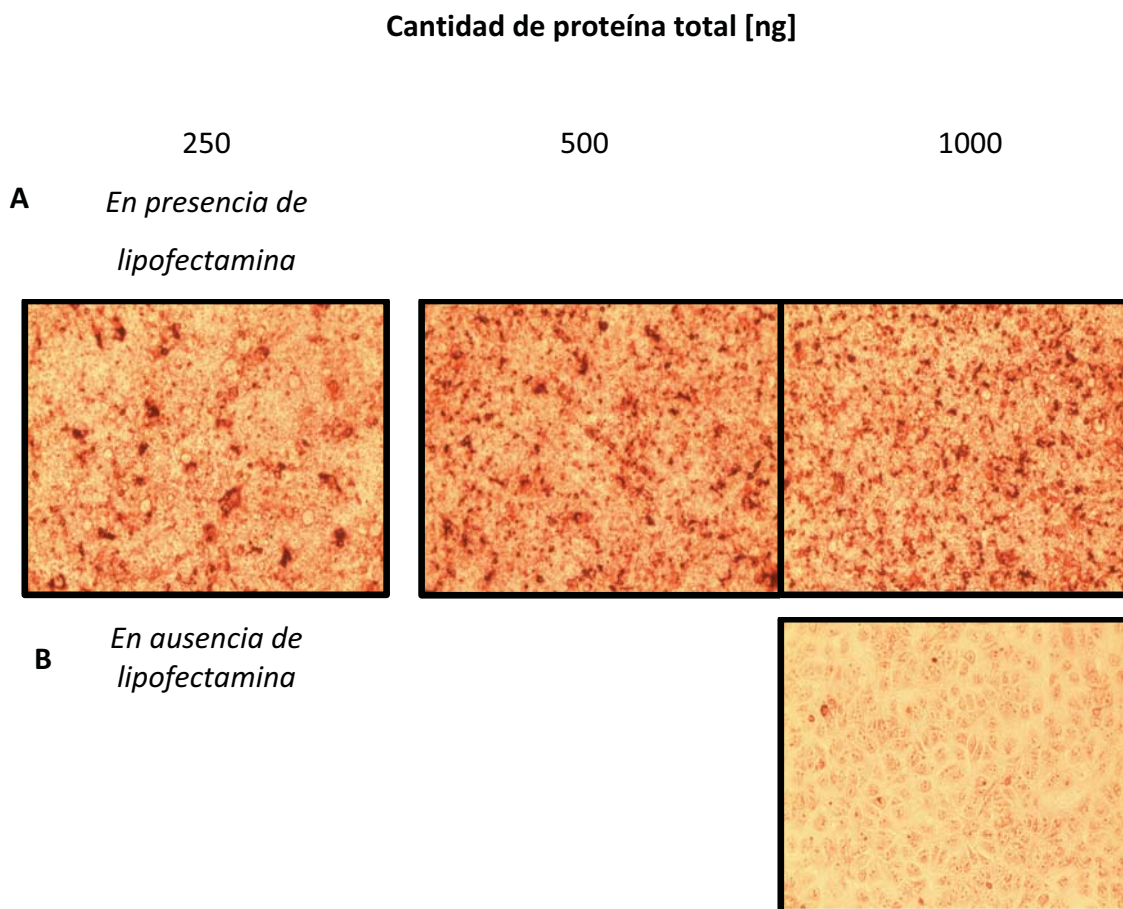 Cantidad de proteína total [ng]
250 500 1000
A En presencia de
lipofectamina
B En ausencia de
lipofectamina